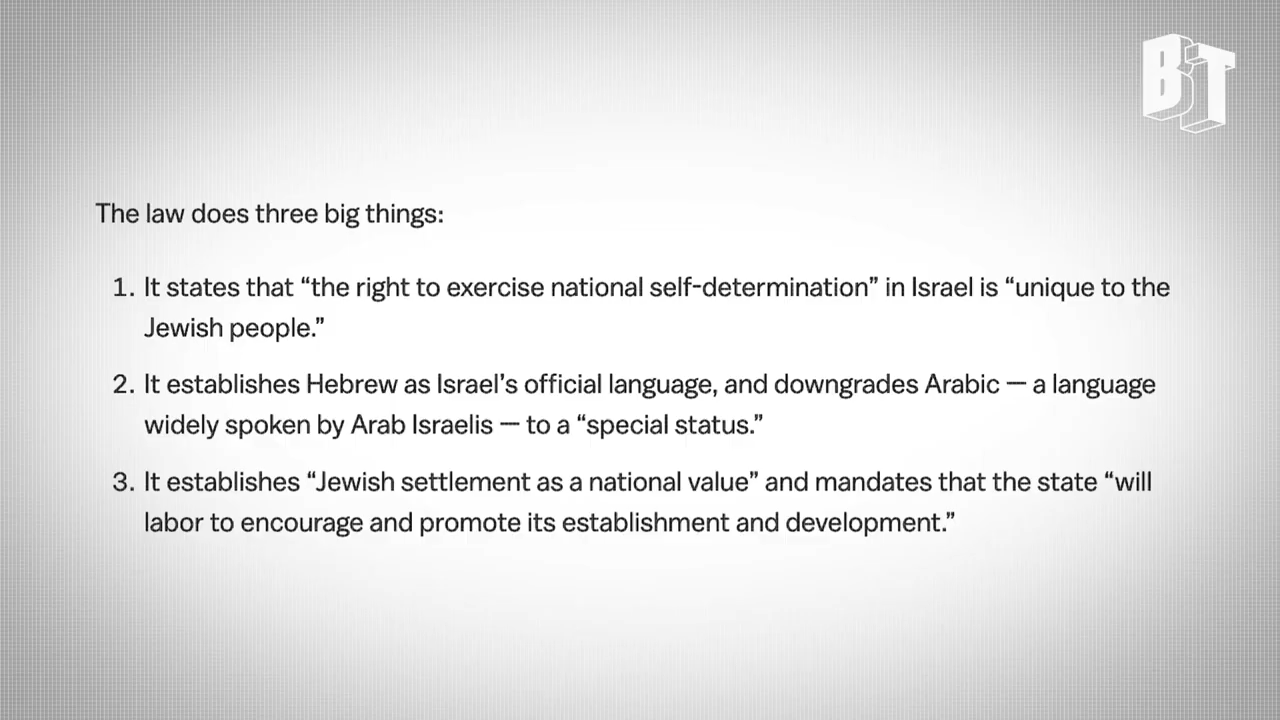 BT
The law does three big things:
1. It states that “the right to exercise national self-determination” in Israel is “unique to the
Jewish people.”
2. It establishes Hebrew as Israel’s official language, and downgrades Arabic — a language
widely spoken by Arab Israelis — to a “special status.”
3. It establishes “Jewish settlement as a national value” and mandates that the state “will
labor to encourage and promote its establishment and development.”